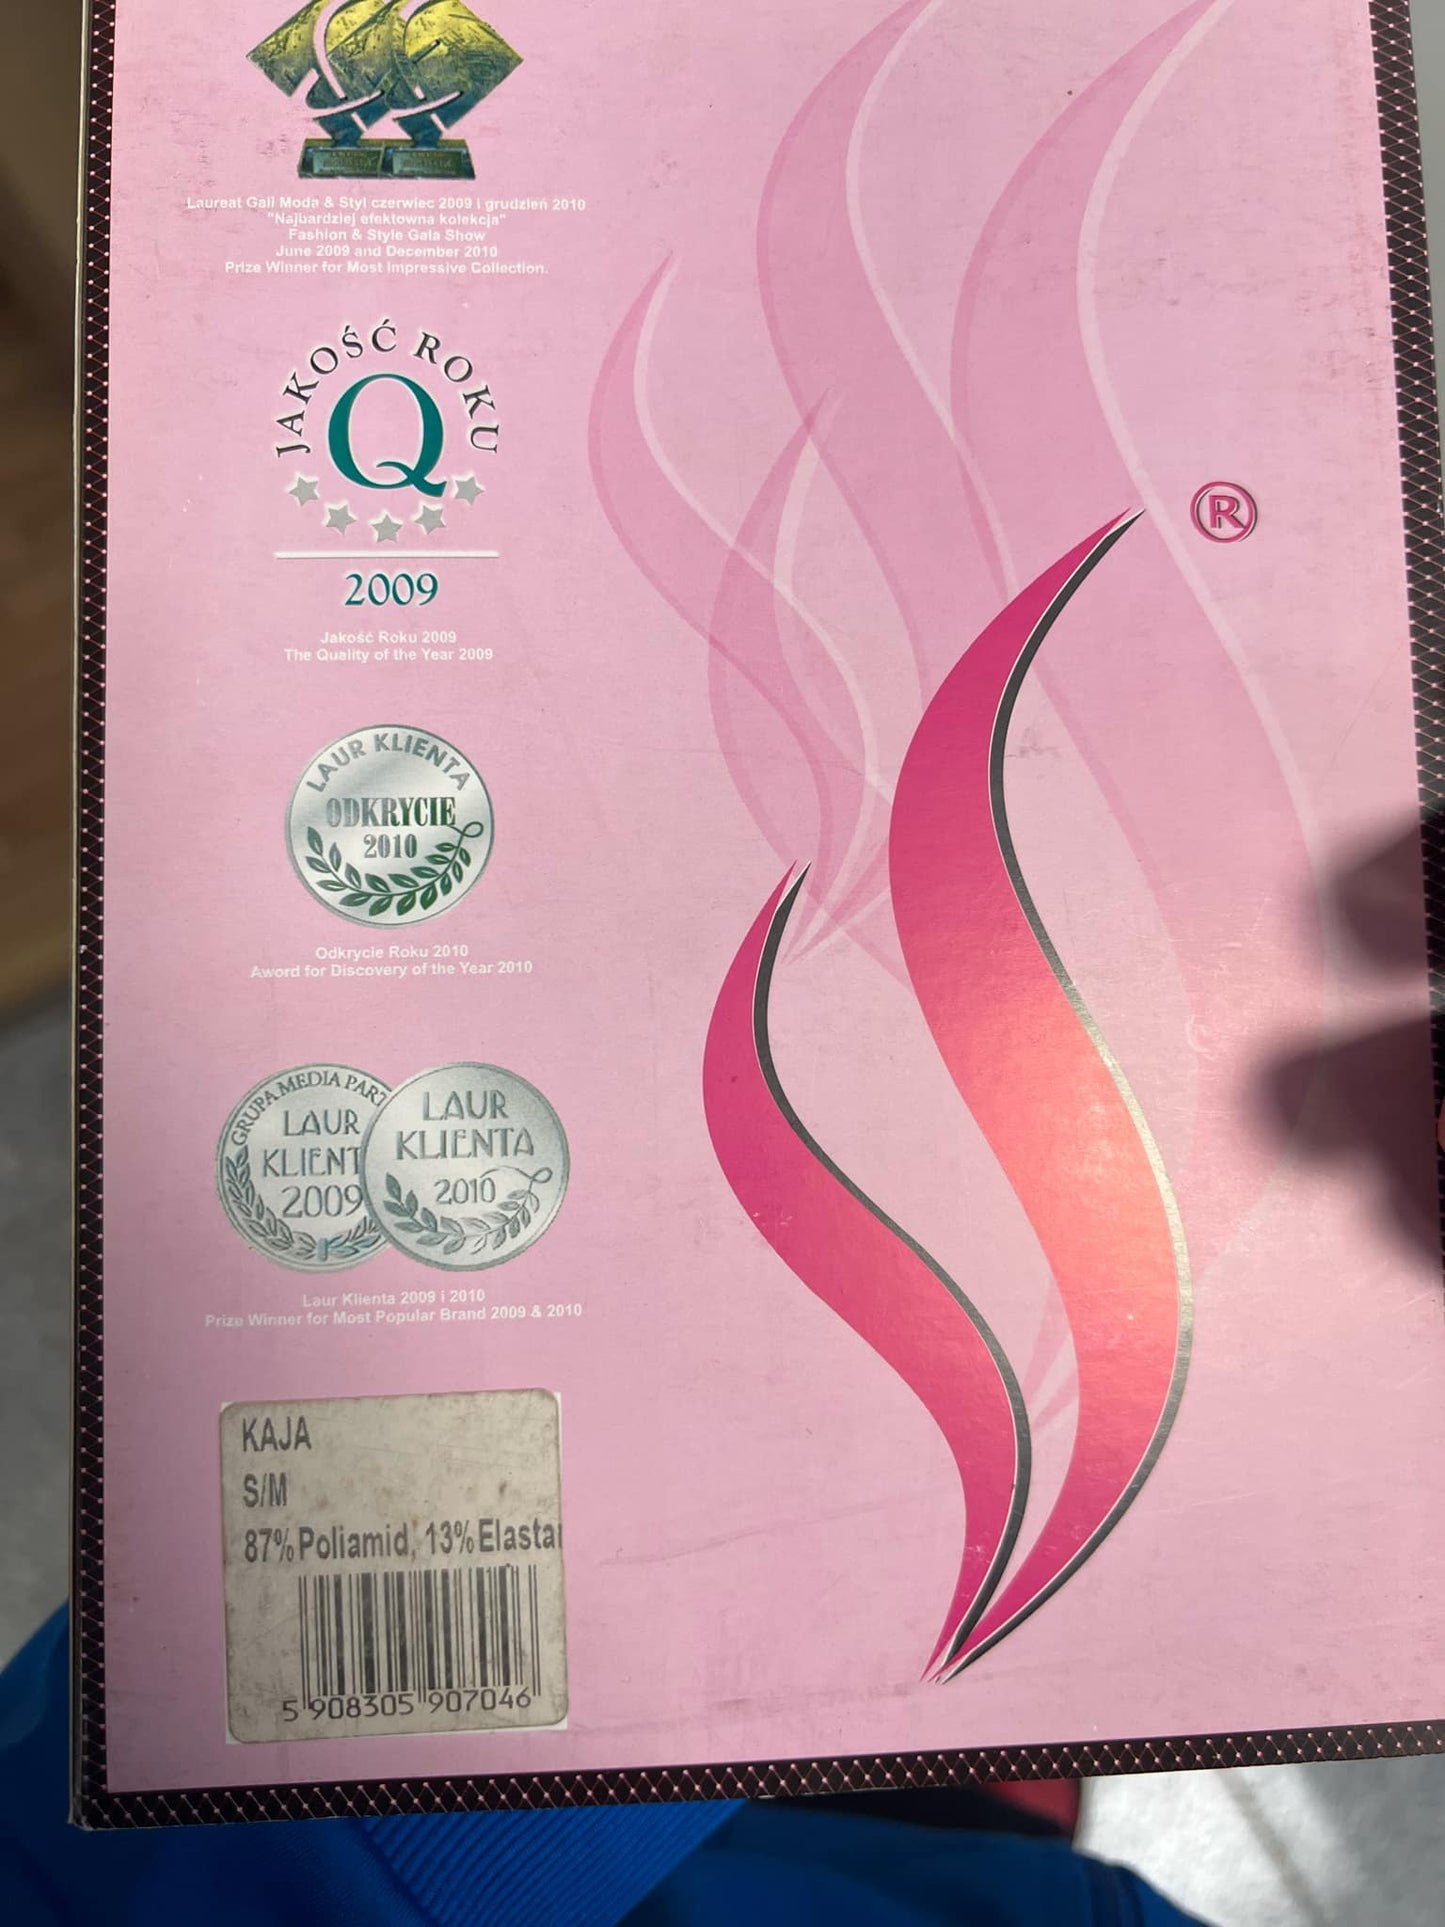 Laureat Gali Moda & Styl czerwiec 2009 i grudzień 2010
"Najbardziej efektowna kolekcja"
Fashion & Style Gala Show
June 2009 and December 2010
Prize Winner for Most Impressive Collection.
JAKOŚĆ ROKU
Q
2009
Jakość Roku 2009
The Quality of the Year 2009
LAUR KLIENTA
ODKRYCIE
2010
Odkrycie Roku 2010
Aword for Discovery of the Year 2010
GRUPA MEDIA PART
LAUR
KLIENT
2009
LAUR
KLIENTA
2010
Laur Klienta 2009 i 2010
Prize Winner for Most Popular Brand 2009 & 2010
®
KAJA
S/M
87% Poliamid, 13% Elasta
5 908305 907046